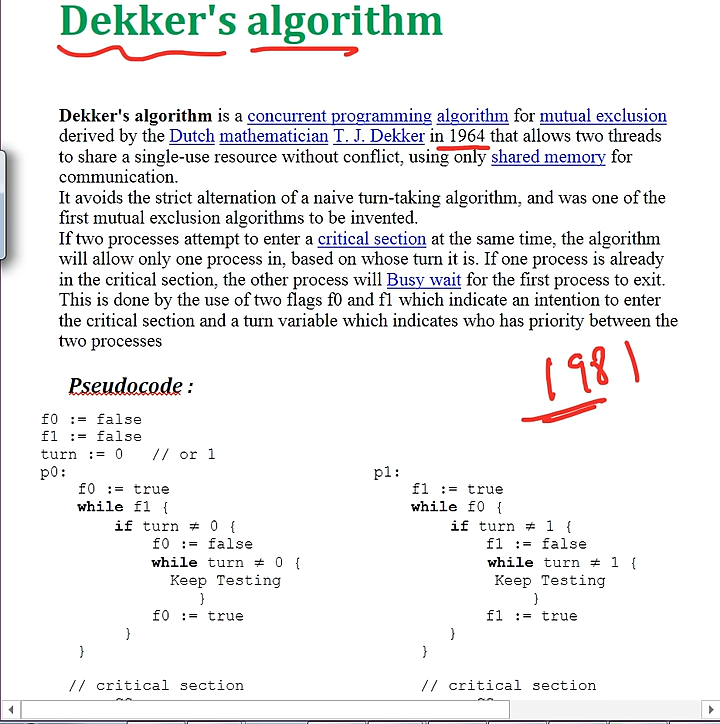 Dekker's algorithm
Dekker's algorithm is a concurrent programming algorithm for mutual exclusion
derived by the Dutch mathematician T. J. Dekker in 1964 that allows two threads
to share a single-use resource without conflict, using only shared memory for
communication.
It avoids the strict alternation of a naive turn-taking algorithm, and was one of the
first mutual exclusion algorithms to be invented.
If two processes attempt to enter a critical section at the same time, the algorithm
will allow only one process in, based on whose turn it is. If one process is already
in the critical section, the other process will Busy wait for the first process to exit.
This is done by the use of two flags f0 and f1 which indicate an intention to enter
the critical section and a turn variable which indicates who has priority between the
two processes
1981
Pseudocode :
f0 := false
f1 := false
turn := 0   // or 1
p0:
f0 := true
while f1 {
if turn ≠ 0 {
f0 := false
while turn ≠ 0 {
Keep Testing
}
f0 := true
}
}
// critical section
p1:
f1 := true
while f0 {
if turn ≠ 1 {
f1 := false
while turn ≠ 1 {
Keep Testing
}
f1 := true
}
}
// critical section